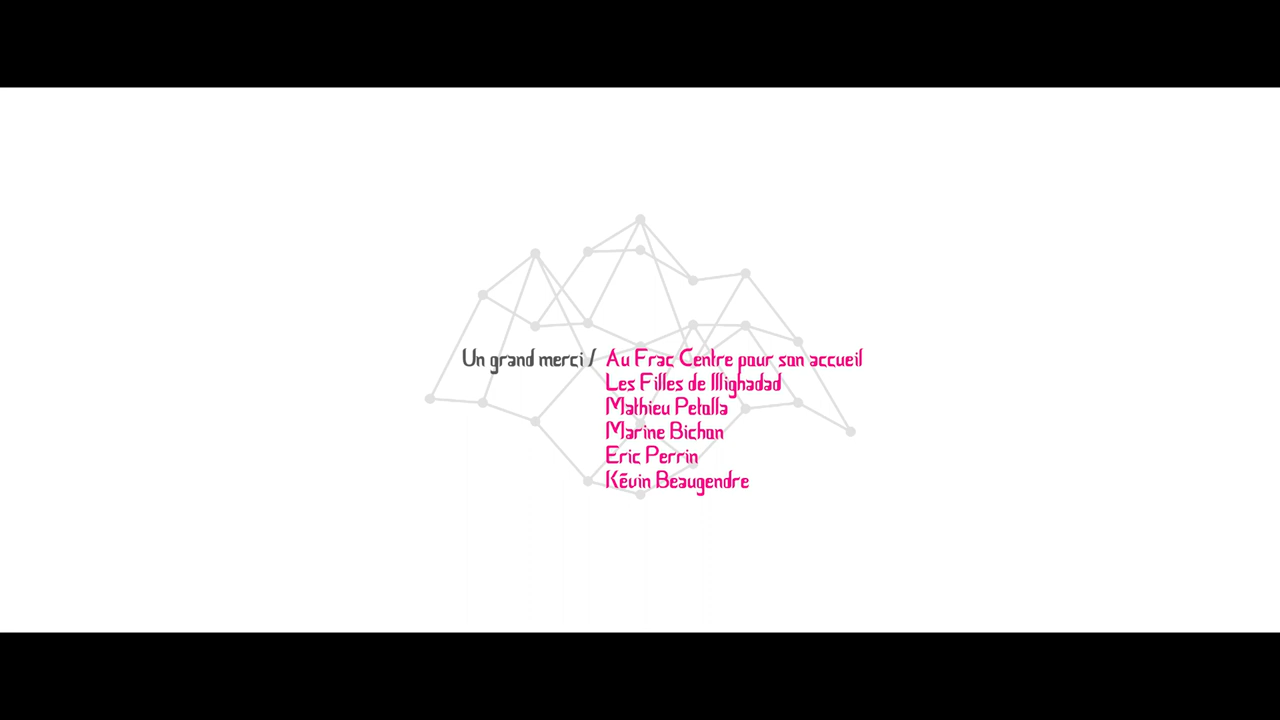 Un grand merci / Au Frac Centre pour son accueil
Les Filles de Illighadad
Mathieu Petolla
Marine Bichon
Eric Perrin
Kévin Beaugendre